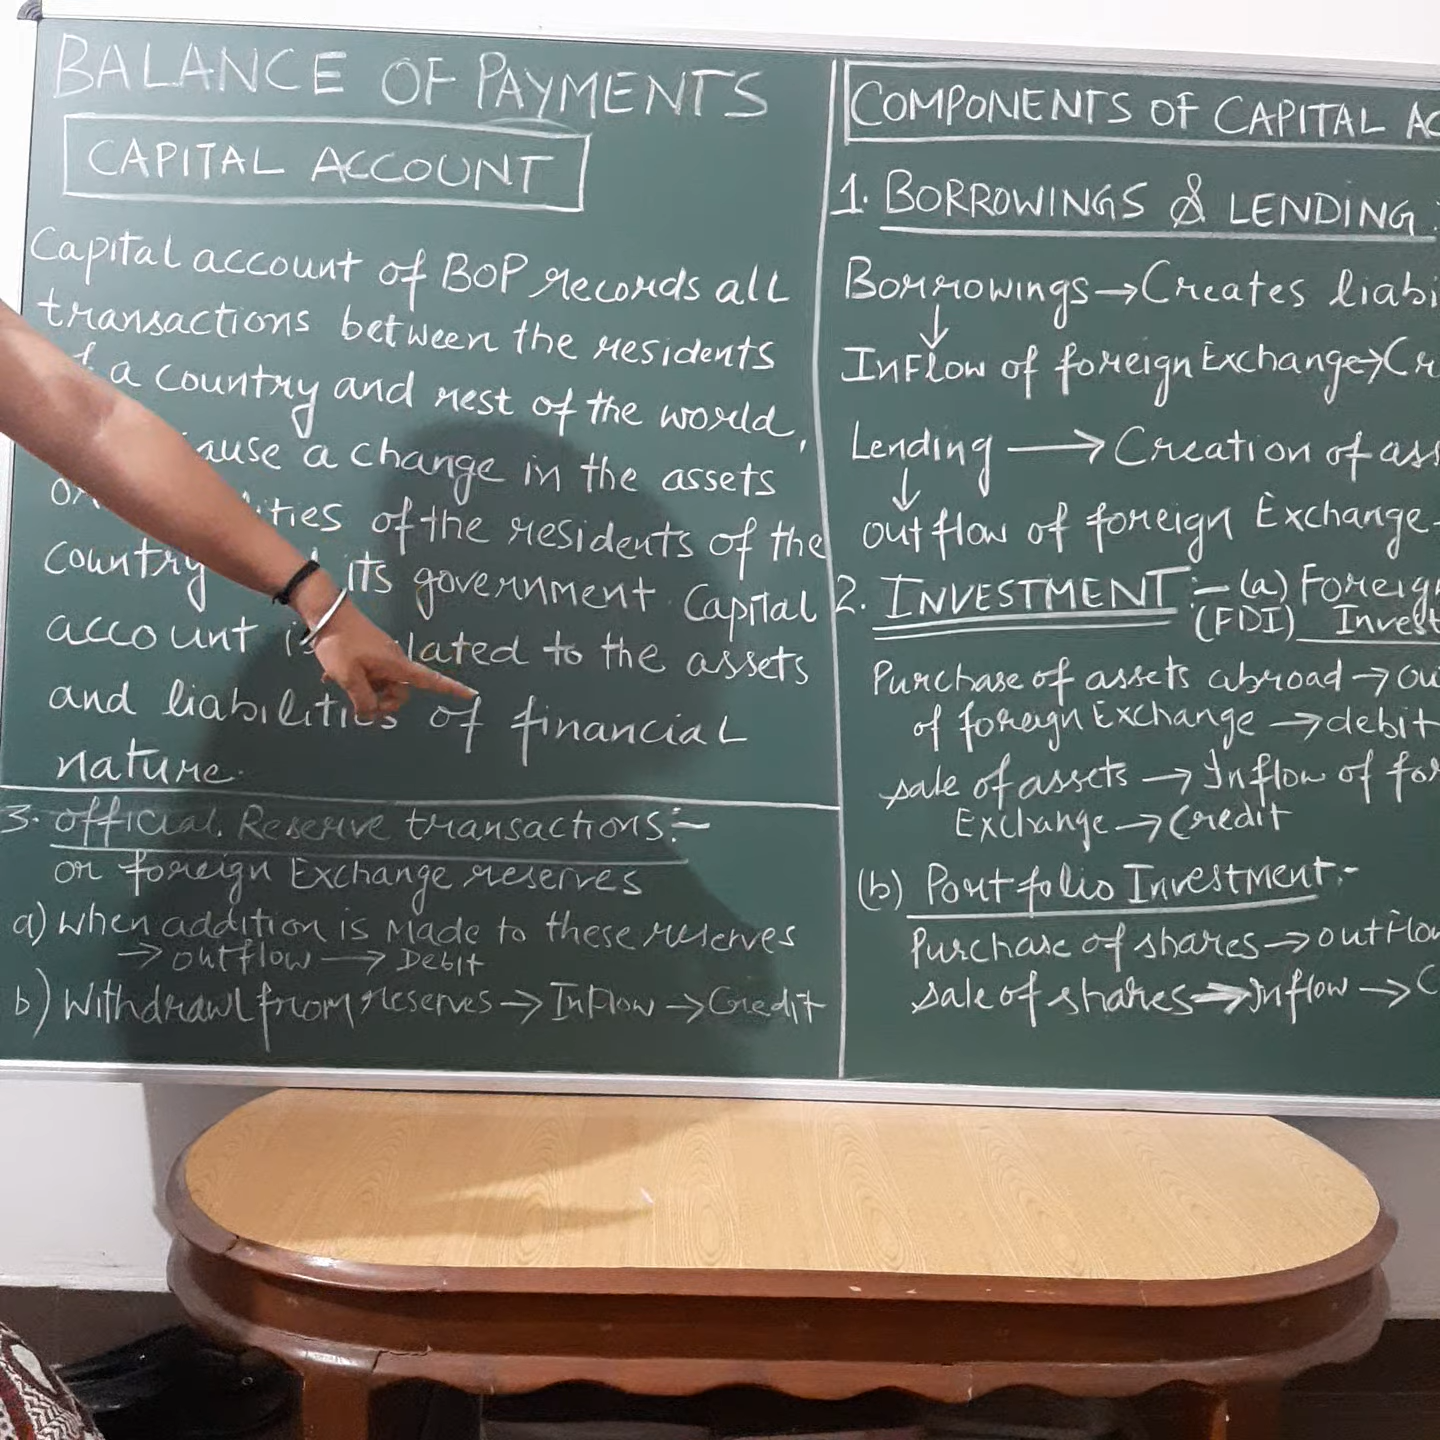 BALANCE OF PAYMENTS
CAPITAL ACCOUNT
Capital account of BoP records all
transactions between the residents
a country and rest of the world,
cause a change in the assets
of the residents of the
country its government. Capital
account to the assets
and liabilities of financial
nature.
3. official. Reserve transactions:-
or foreign Exchange reserves
a) When addition is made to these reserves
→ outflow → Debit
b) Withdrawl from reserves → Inflow → Credit
COMPONENTS OF CAPITAL
1. BORROWINGS & LENDING:
Borrowings → Creates
↓
InFlow of foreign Exchange →
Lending → Creation of
↓
outflow of foreign Exchange
2. INVESTMENT :- (a)
(FDI)
Purchase of assets abroad →
of foreign Exchange → debit
sale of assets → Inflow of
Exchange → Credit
(b) Portfolio Investment:-
Purchase of shares →
Sale of shares → Inflow →